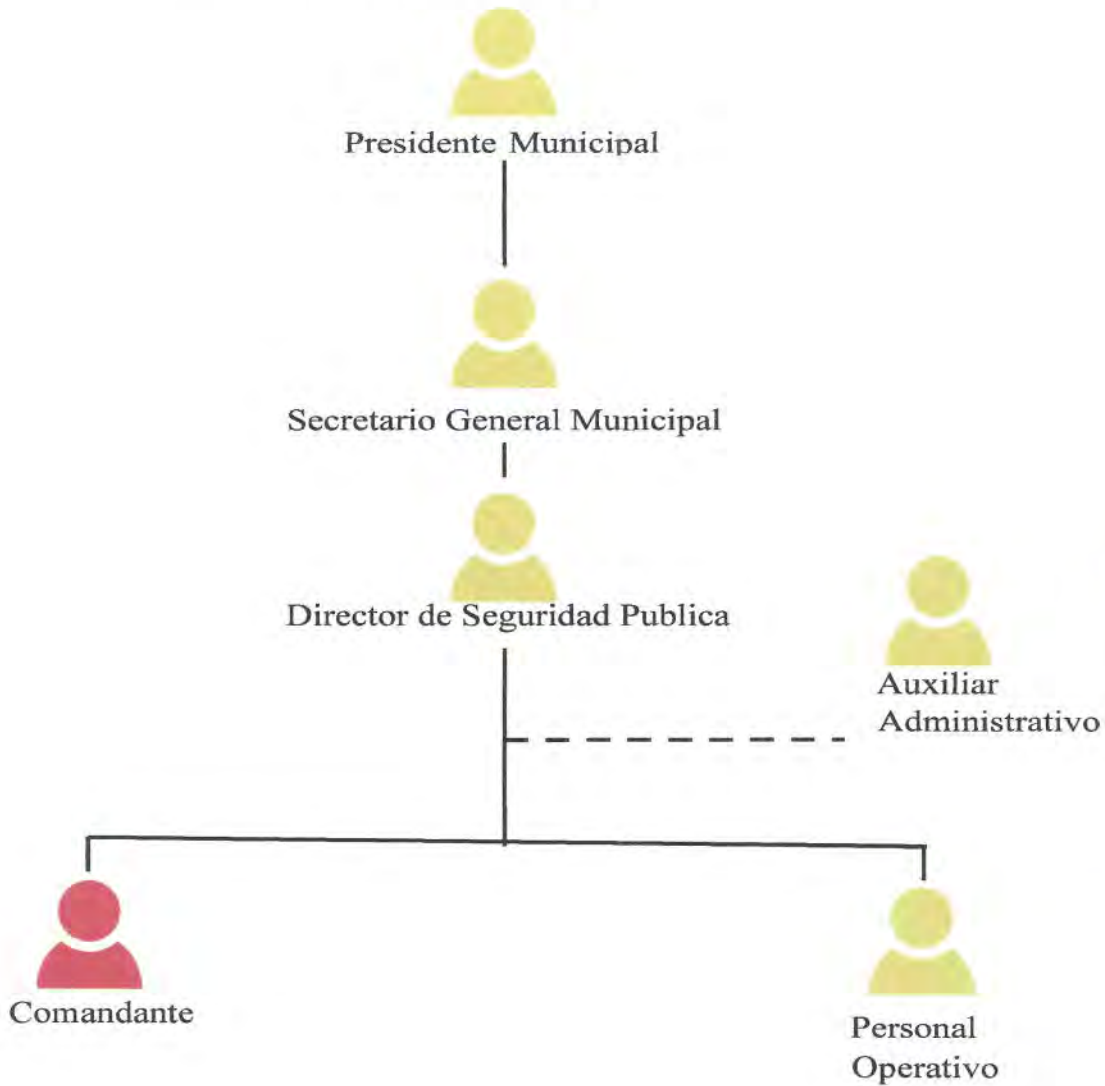 Presidente Municipal
Secretario General Municipal
Director de Seguridad Publica
Auxiliar
Administrativo
Comandante
Personal
Operativo